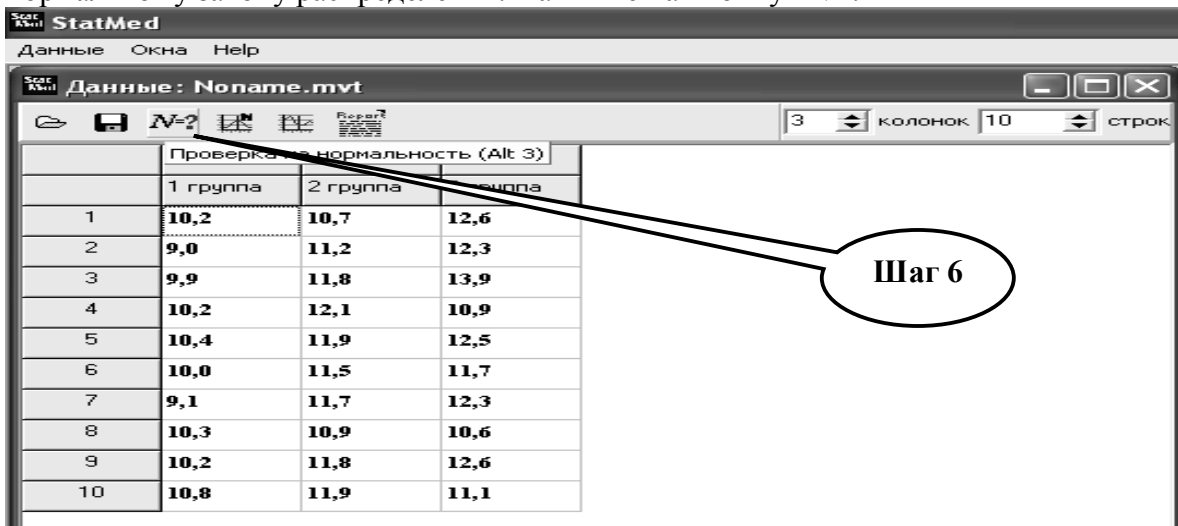 StatMed
Данные Окна Help
Данные: Noname.mvt
N=? Report 3 колонок 10 строк
Проверка на нормальность (Alt 3)
1 группа 2 группа группа
1 10,2 10,7 12,6
2 9,0 11,2 12,3
3 9,9 11,8 13,9
4 10,2 12,1 10,9
5 10,4 11,9 12,5
6 10,0 11,5 11,7
7 9,1 11,7 12,3
8 10,3 10,9 10,6
9 10,2 11,8 12,6
10 10,8 11,9 11,1
Шаг 6